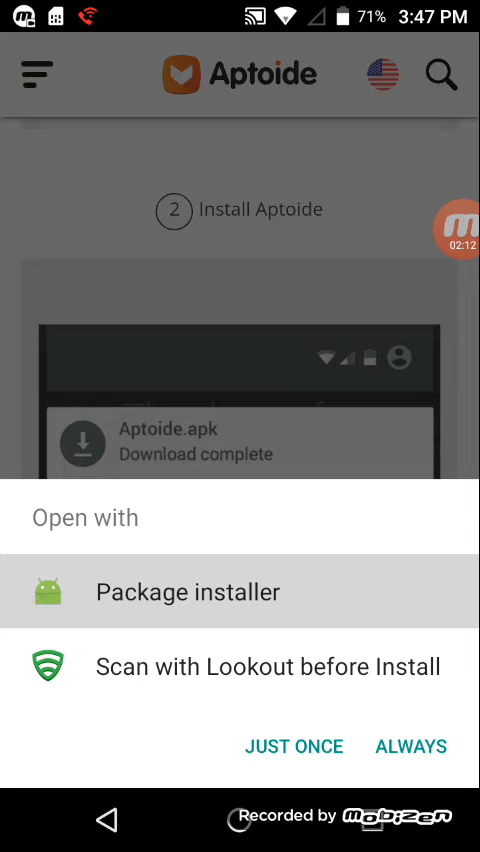 71% 3:47 PM
Aptoide
2 Install Aptoide
02:12
Aptoide.apk
Download complete
Open with
Package installer
Scan with Lookout before Install
JUST ONCE ALWAYS
Recorded by MOBIZEN